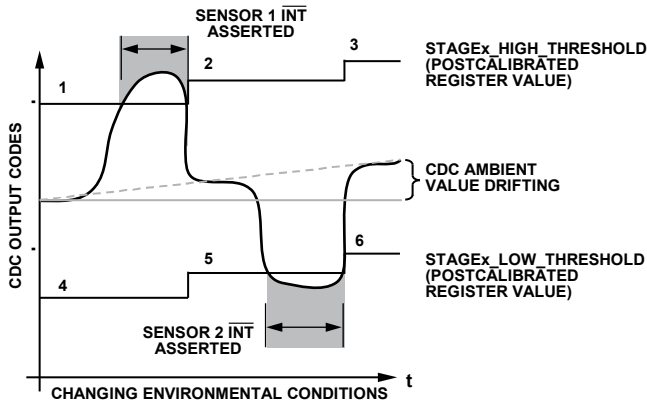 SENSOR 1 INT
ASSERTED
3
STAGEx_HIGH_THRESHOLD
(POSTCALIBRATED
REGISTER VALUE)
2
1
CDC OUTPUT CODES
CDC AMBIENT
VALUE DRIFTING
6
5
STAGEx_LOW_THRESHOLD
(POSTCALIBRATED
REGISTER VALUE)
4
SENSOR 2 INT
ASSERTED
t
CHANGING ENVIRONMENTAL CONDITIONS